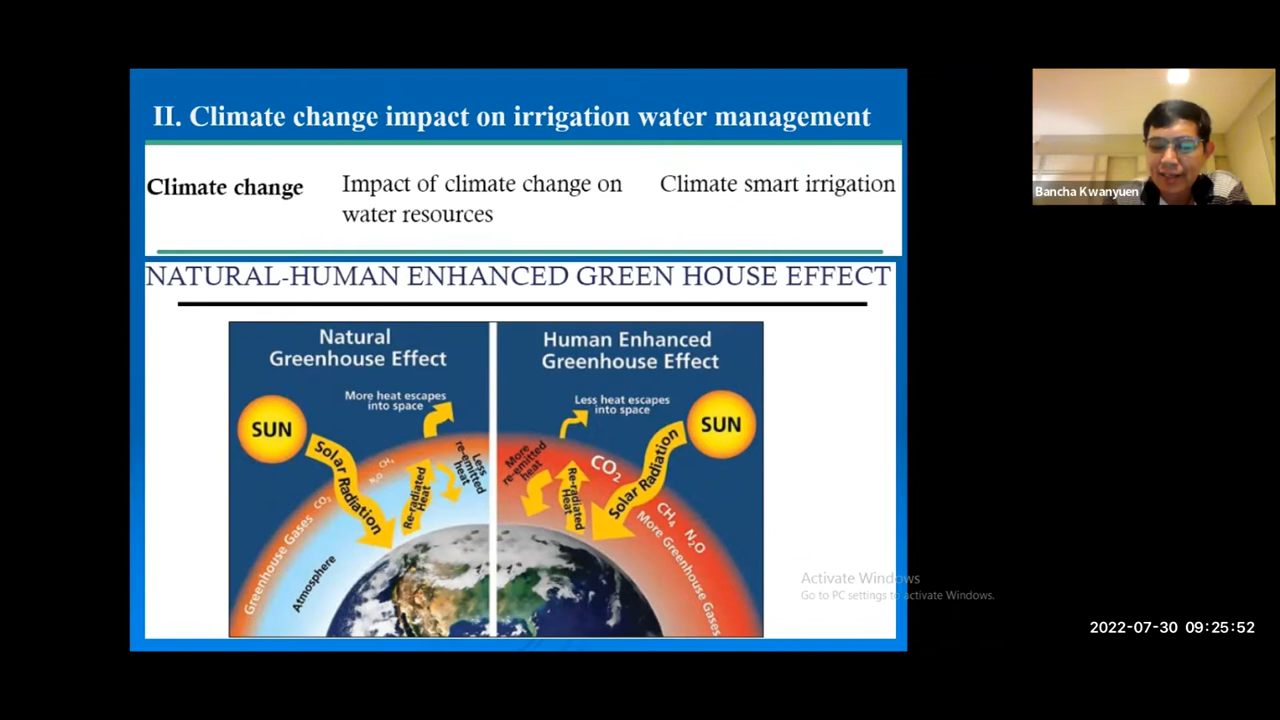 II. Climate change impact on irrigation water management
Climate change
Impact of climate change on
water resources
Climate smart irrigation
NATURAL-HUMAN ENHANCED GREEN HOUSE EFFECT
Natural
Greenhouse Effect
More heat escapes
into space
SUN
Solar Radiation
Re-radiated
Heat
Less
re-emitted
heat
CH4
N2O
CO2
Greenhouse Gases
Atmosphere
Human Enhanced
Greenhouse Effect
Less heat escapes
into space
SUN
Solar Radiation
More
re-emitted
heat
Re-radiated
Heat
CO2
CH4 N2O
More Greenhouse Gases
Bancha Kwanyuen
Activate Windows
Go to PC settings to activate Windows.
2022-07-30 09:25:52